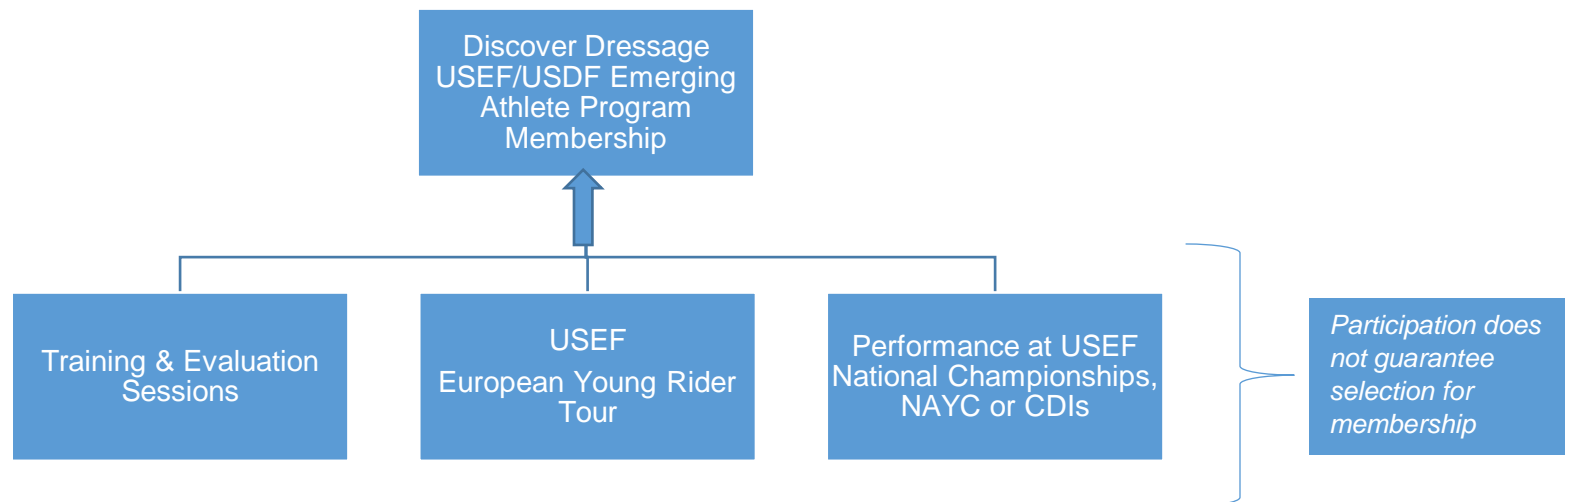 Discover Dressage
USEF/USDF Emerging
Athlete Program
Membership
Training & Evaluation
Sessions
USEF
European Young Rider
Tour
Performance at USEF
National Championships,
NAYC or CDIs
Participation does
not guarantee
selection for
membership